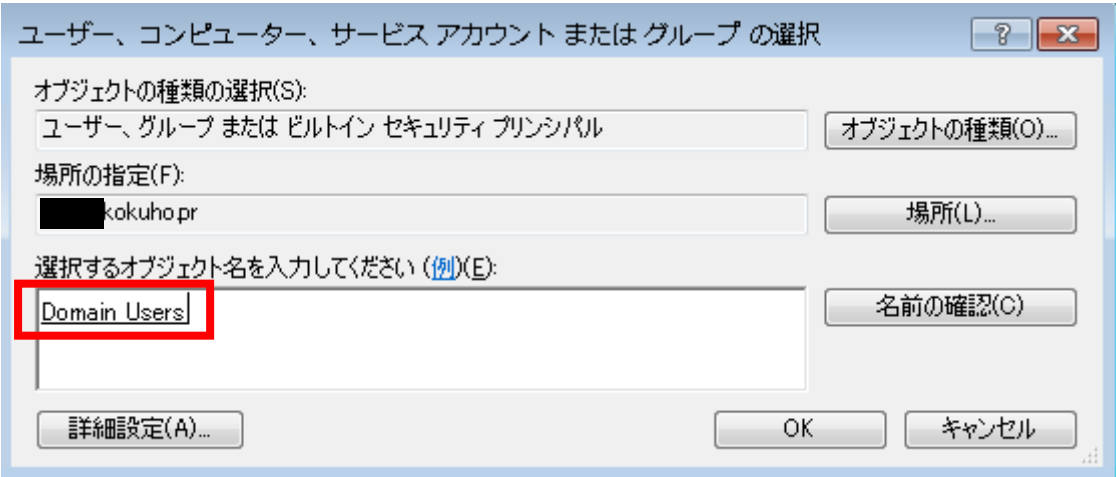 ユーザー、コンピューター、サービス アカウント または グループ の選択
オブジェクトの種類の選択(S):
ユーザー、グループ または ビルトイン セキュリティ プリンシパル
オブジェクトの種類(O)...
場所の指定(F):
kokuho.pr
場所(L)...
選択するオブジェクト名を入力してください (例)(E):
Domain Users
名前の確認(C)
詳細設定(A)...
OK
キャンセル